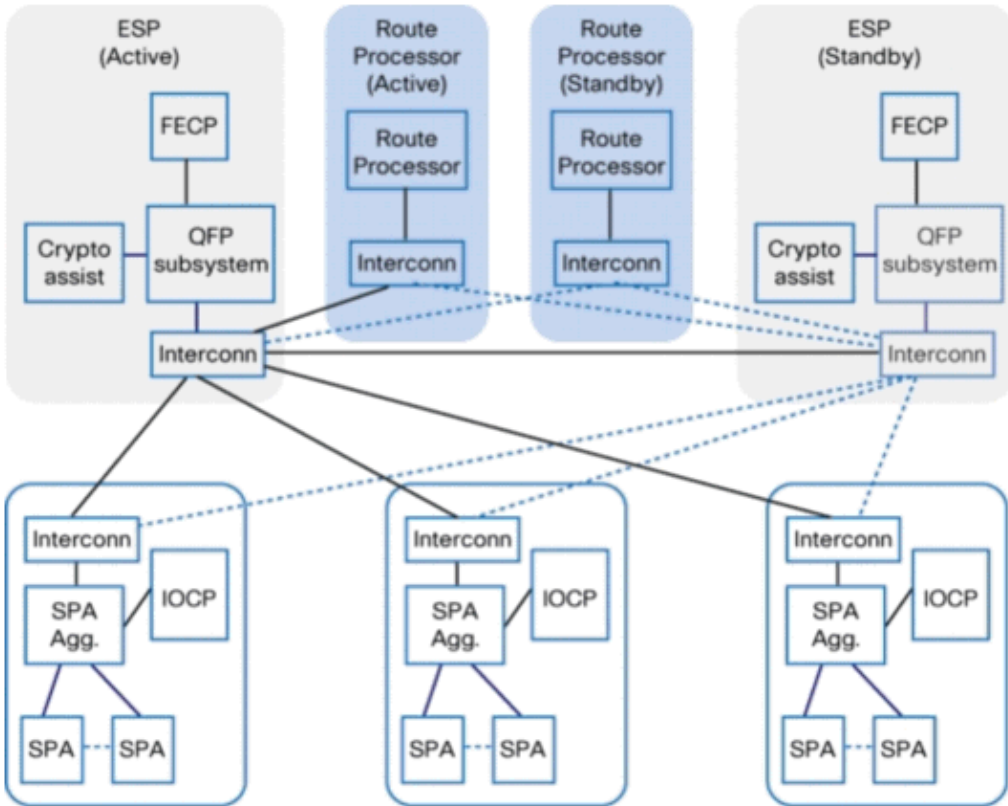 ESP
(Active)
Route
Processor
(Active)
Route
Processor
(Standby)
ESP
(Standby)
FECP
Route
Processor
Route
Processor
FECP
Crypto
assist
QFP
subsystem
Interconn
Interconn
Crypto
assist
QFP
subsystem
Interconn
Interconn
Interconn
IOCP
SPA
Agg.
SPA
SPA
Interconn
IOCP
SPA
Agg.
SPA
SPA
Interconn
IOCP
SPA
Agg.
SPA
SPA